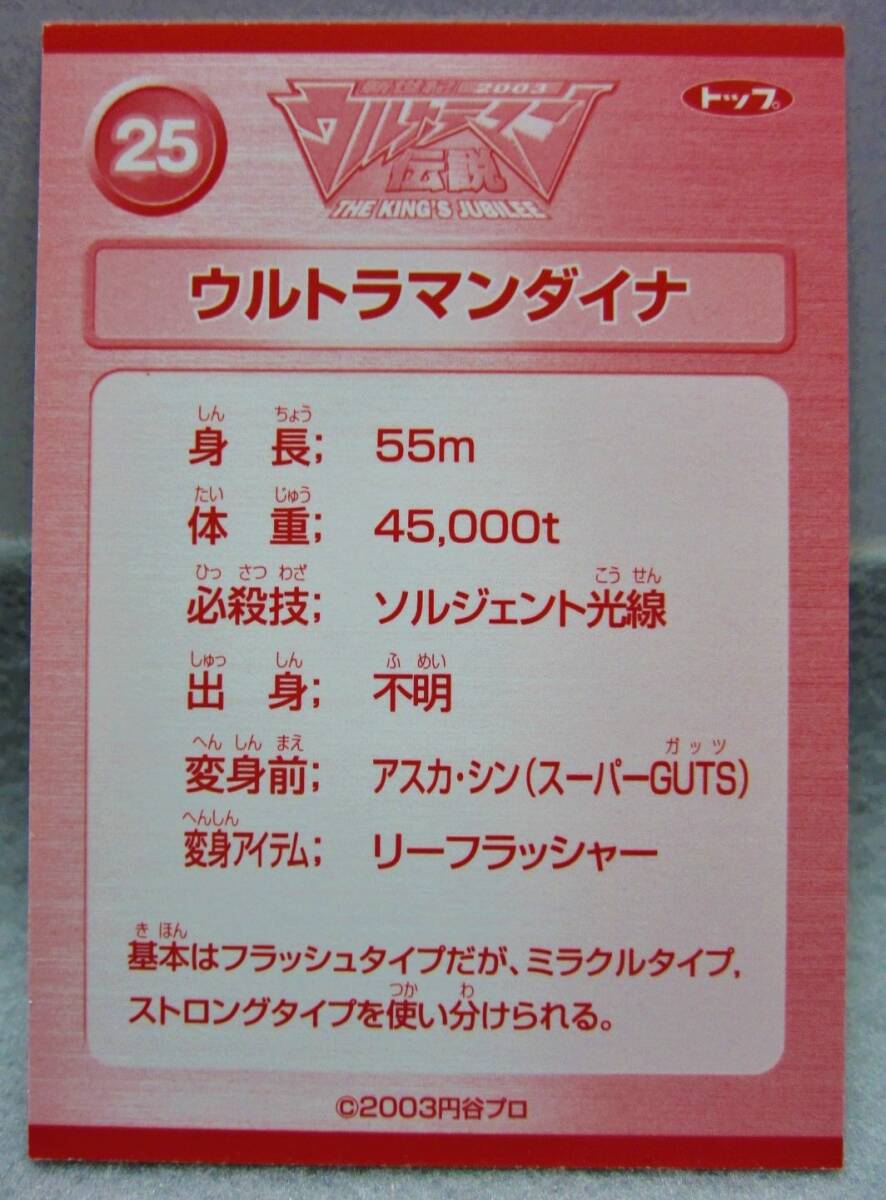 25
新世紀 2003
ウルトラマン
伝説
THE KING'S JUBILEE
トップ。
ウルトラマンダイナ
しん ちょう
身 長; 55m
たい じゅう
体 重; 45,000t
ひっ さつ わざ こう せん
必殺技; ソルジェント光線
しゅっ しん ふ めい
出 身; 不明
へん しん まえ ガッツ
変身前; アスカ・シン(スーパーGUTS)
へんしん
変身アイテム; リーフラッシャー
き ほん
基本はフラッシュタイプだが、ミラクルタイプ,
つか わ
ストロングタイプを使い分けられる。
©2003円谷プロ